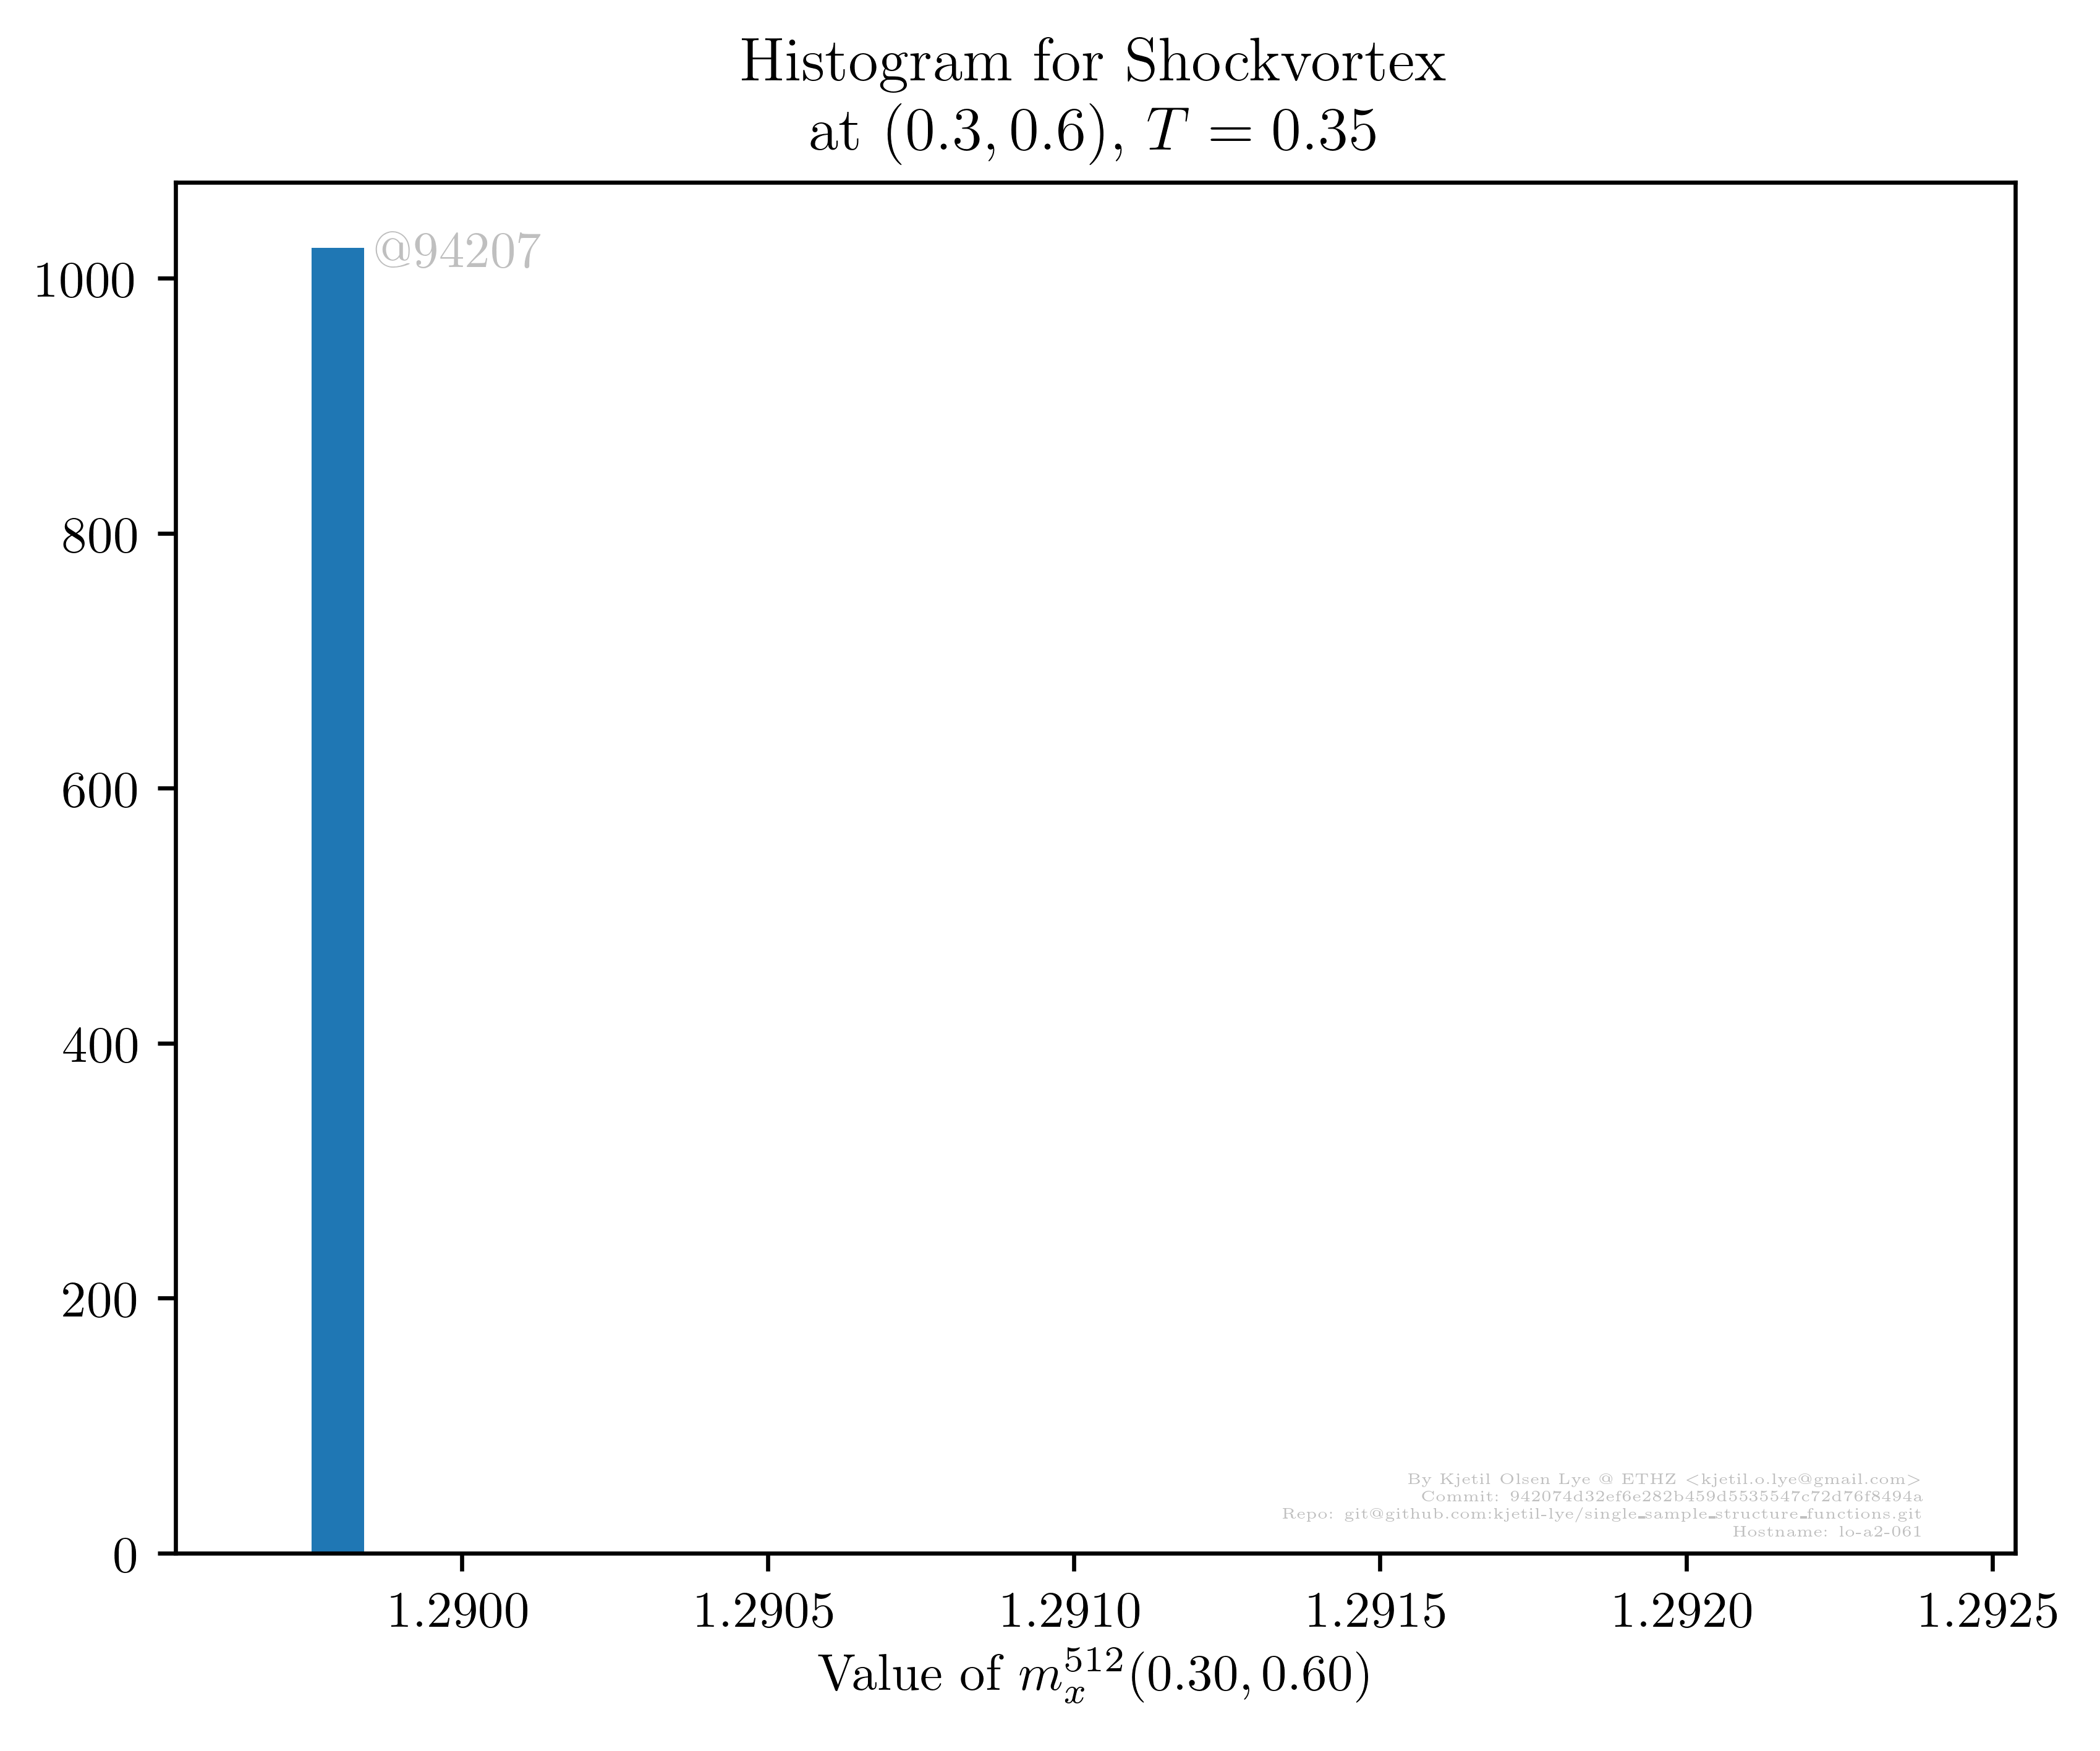 Histogram for Shockvortex
at (0.3, 0.6), T = 0.35
@94207
1000
800
600
400
200
0
By Kjetil Olsen Lye @ ETHZ <kjetil.o.lye@gmail.com>
Commit: 942074d32ef6e282b459d5535547c72d76f8494a
Repo: git@github.com:kjetil-lye/single_sample_structure_functions.git
Hostname: lo-a2-061
1.2900 1.2905 1.2910 1.2915 1.2920 1.2925
Value of $m_x^{512}(0.30, 0.60)$